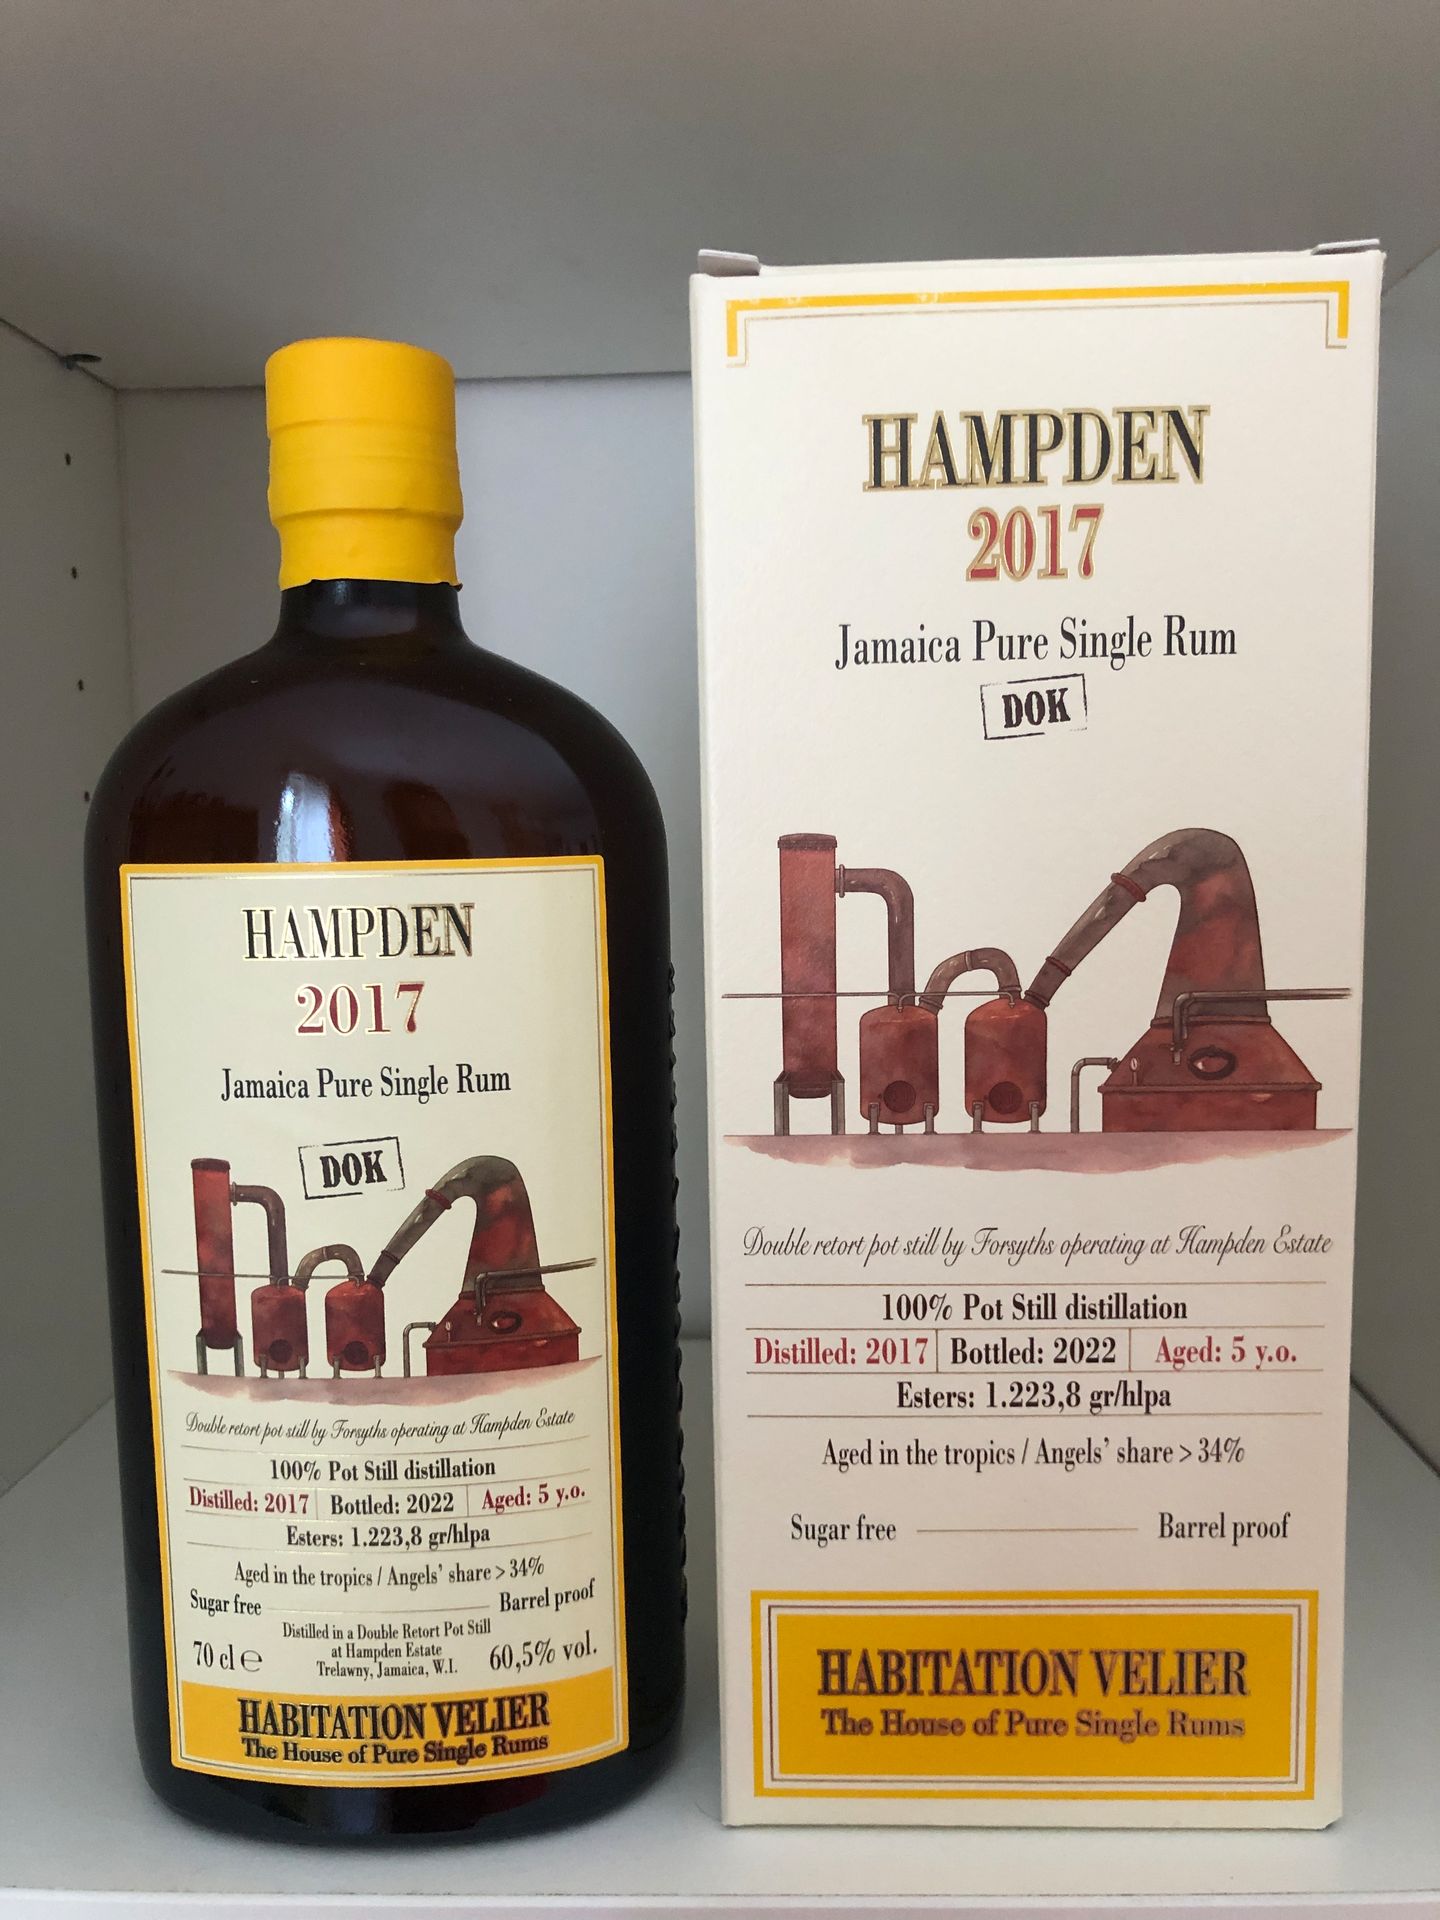 HAMPDEN
2017
Jamaica Pure Single Rum
DOK
Double retort pot still by Forsyths operating at Hampden Estate
100% Pot Still distillation
Distilled: 2017 Bottled: 2022 Aged: 5 y.o.
Esters: 1.223,8 gr/hlpa
Aged in the tropics / Angels' share > 34%
Sugar free Barrel proof
Distilled in a Double Retort Pot Still
at Hampden Estate
Trelawny, Jamaica, W.I.
70 cl ℮ 60,5% vol.
HABITATION VELIER
The House of Pure Single Rums
HAMPDEN
2017
Jamaica Pure Single Rum
DOK
Double retort pot still by Forsyths operating at Hampden Estate
100% Pot Still distillation
Distilled: 2017 Bottled: 2022 Aged: 5 y.o.
Esters: 1.223,8 gr/hlpa
Aged in the tropics / Angels' share > 34%
Sugar free Barrel proof
HABITATION VELIER
The House of Pure Single Rums